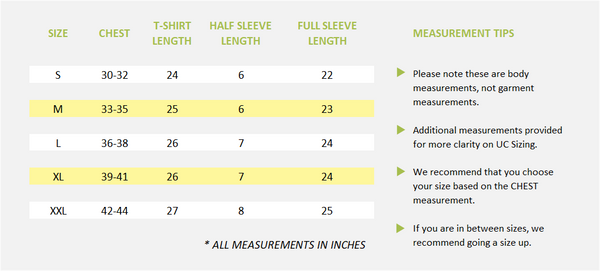 SIZE CHEST T-SHIRT LENGTH HALF SLEEVE LENGTH FULL SLEEVE LENGTH
S 30-32 24 6 22
M 33-35 25 6 23
L 36-38 26 7 24
XL 39-41 26 7 24
XXL 42-44 27 8 25
* ALL MEASUREMENTS IN INCHES
MEASUREMENT TIPS
Please note these are body
measurements, not garment
measurements.
Additional measurements provided
for more clarity on UC Sizing.
We recommend that you choose
your size based on the CHEST
measurement.
If you are in between sizes, we
recommend going a size up.